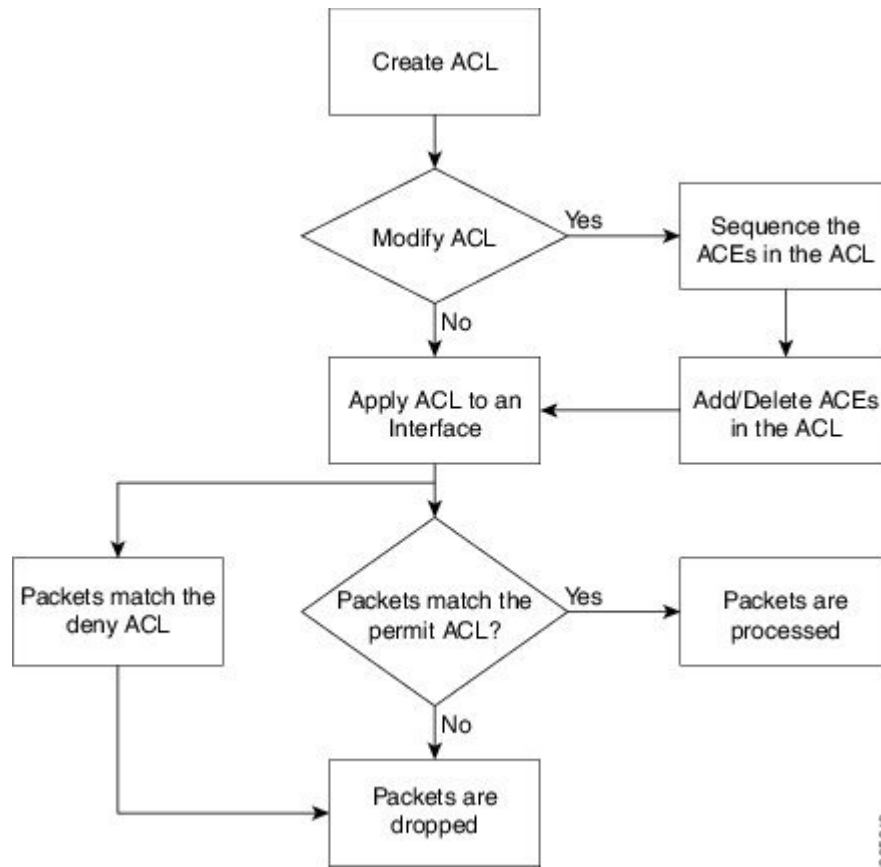 Create ACL
Modify ACL
Yes
Sequence the
ACEs in the ACL
No
Apply ACL to an
Interface
Add/Delete ACEs
in the ACL
Packets match the
deny ACL
Packets match the
permit ACL?
Yes
Packets are
processed
No
Packets are
dropped